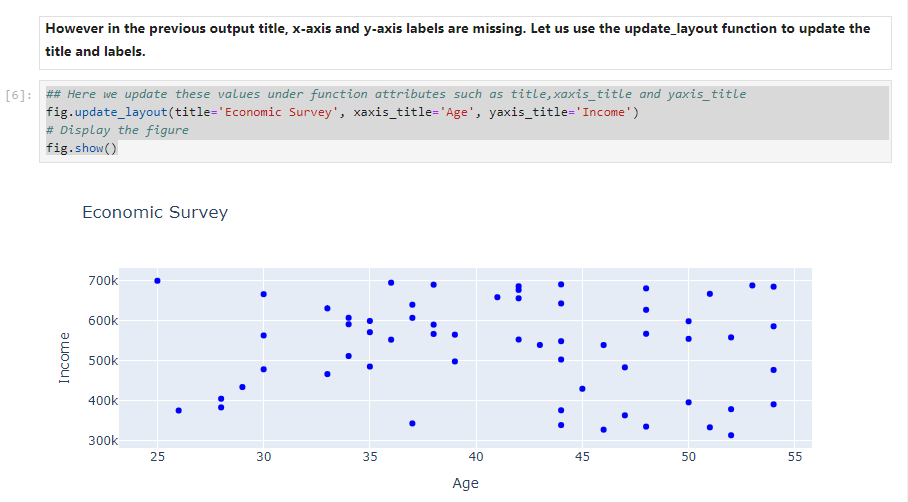 However in the previous output title, x-axis and y-axis labels are missing. Let us use the update_layout function to update the
title and labels.
[6]:
## Here we update these values under function attributes such as title,xaxis_title and yaxis_title
fig.update_layout(title='Economic Survey', xaxis_title='Age', yaxis_title='Income')
# Display the figure
fig.show()
Economic Survey
700k
600k
500k
400k
300k
Income
25 30 35 40 45 50 55
Age